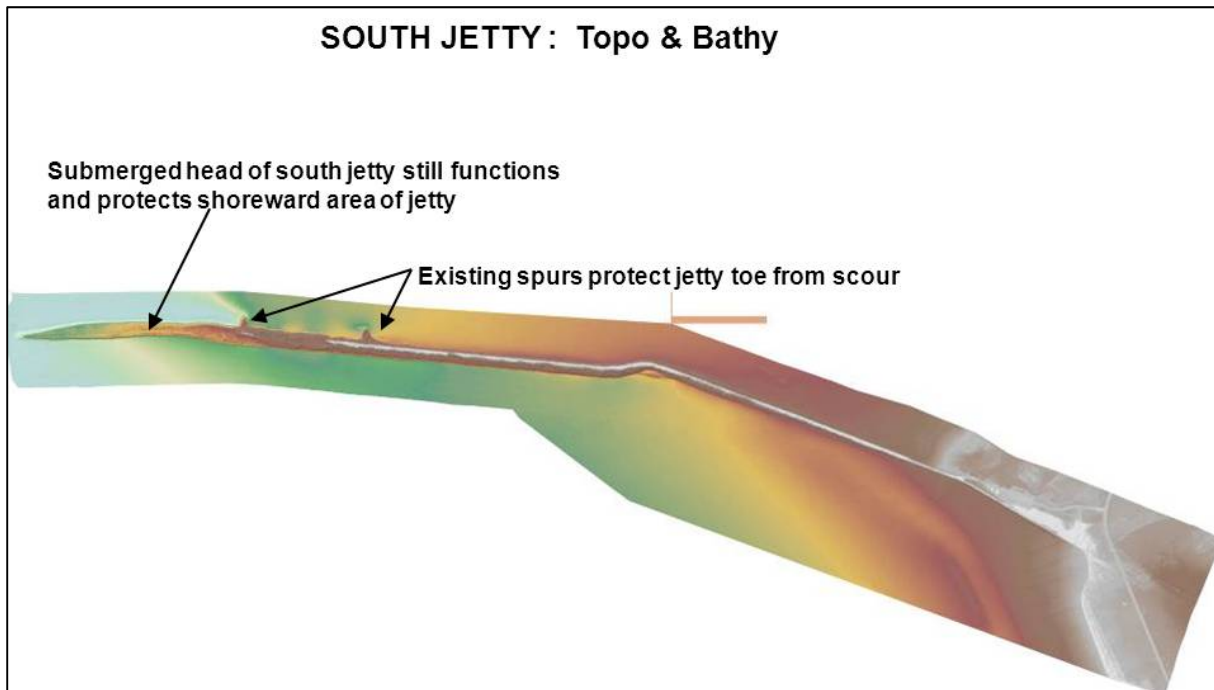 SOUTH JETTY :  Topo & Bathy
Submerged head of south jetty still functions
and protects shoreward area of jetty
Existing spurs protect jetty toe from scour